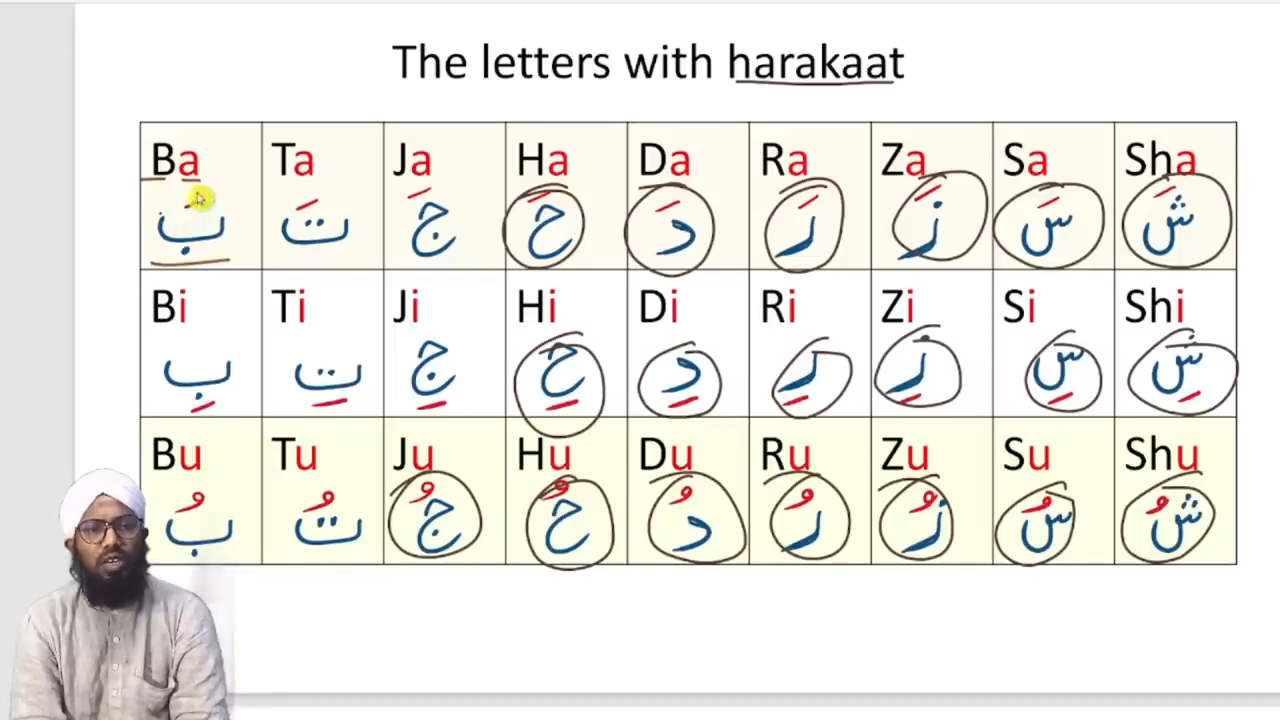 The letters with harakaat
Ba Ta Ja Ha Da Ra Za Sa Sha
بَ تَ جَ حَ دَ رَ زَ سَ شَ
Bi Ti Ji Hi Di Ri Zi Si Shi
بِ تِ جِ حِ دِ رِ زِ سِ شِ
Bu Tu Ju Hu Du Ru Zu Su Shu
بُ تُ جُ حُ دُ رُ زُ سُ شُ